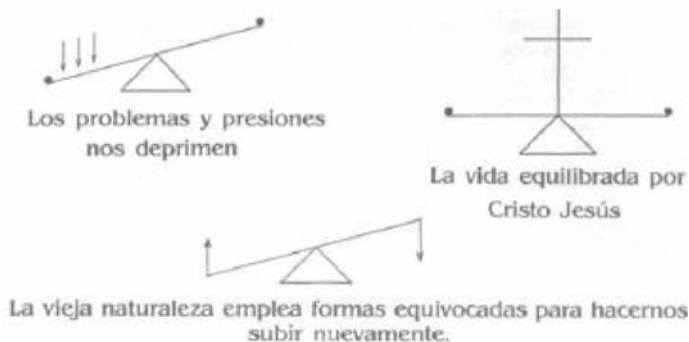 Los problemas y presiones
nos deprimen
La vida equilibrada por
Cristo Jesús
La vieja naturaleza emplea formas equivocadas para hacernos
subir nuevamente.